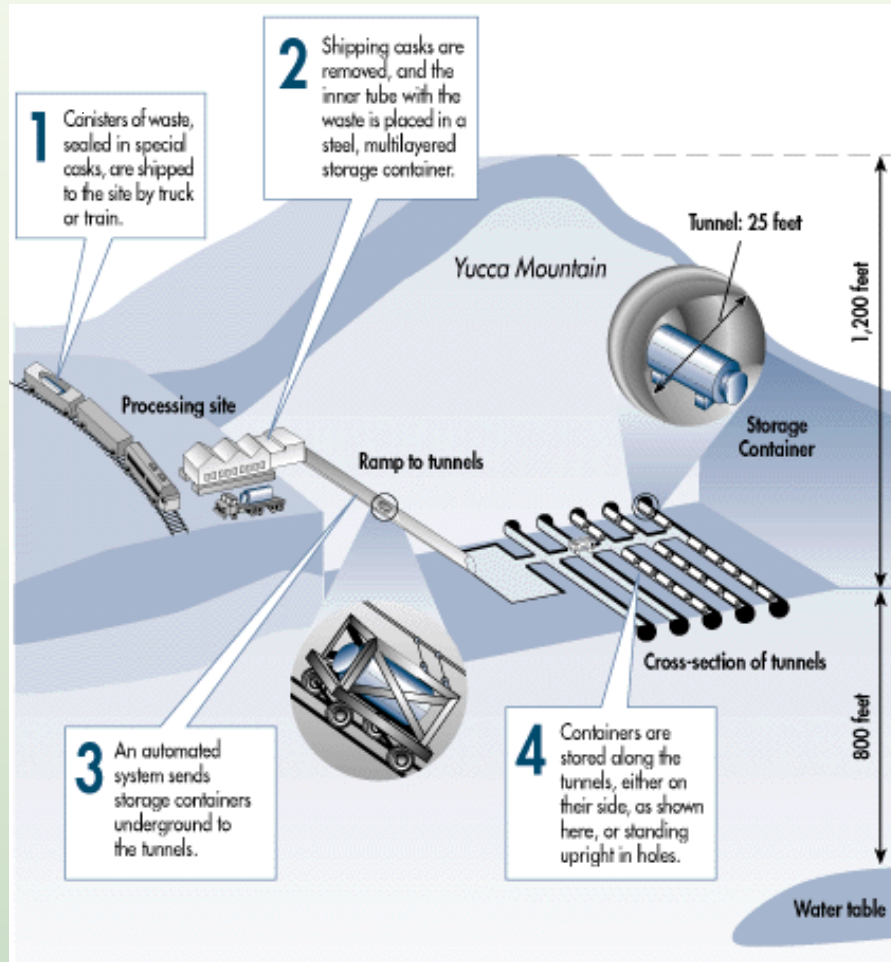 1
Canisters of waste,
sealed in special
casks, are shipped
to the site by truck
or train.
2
Shipping casks are
removed, and the
inner tube with the
waste is placed in a
steel, multilayered
storage container.
Yucca Mountain
Tunnel: 25 feet
1,200 feet
Processing site
Ramp to tunnels
Storage
Container
Cross-section of tunnels
3
An automated
system sends
storage containers
underground to
the tunnels.
4
Containers are
stored along the
tunnels, either on
their side, as shown
here, or standing
upright in holes.
800 feet
Water table